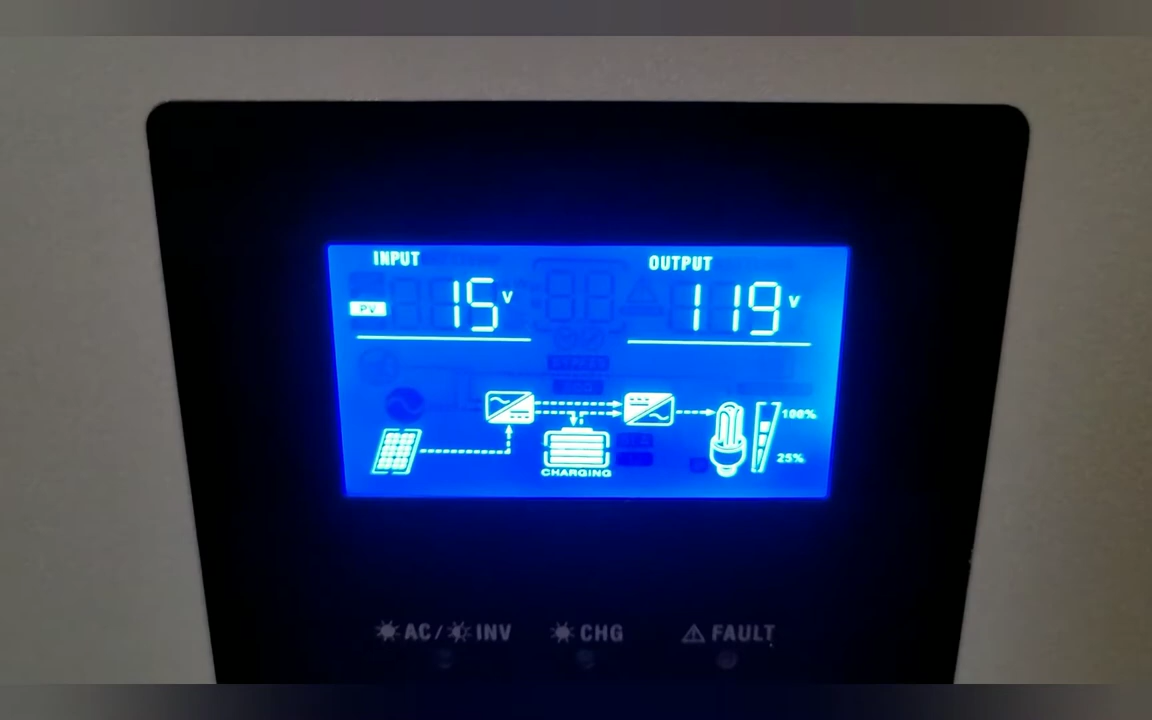 INPUT OUTPUT
PV 15 V 119 V
100%
25%
CHARGING
AC/ INV CHG FAULT